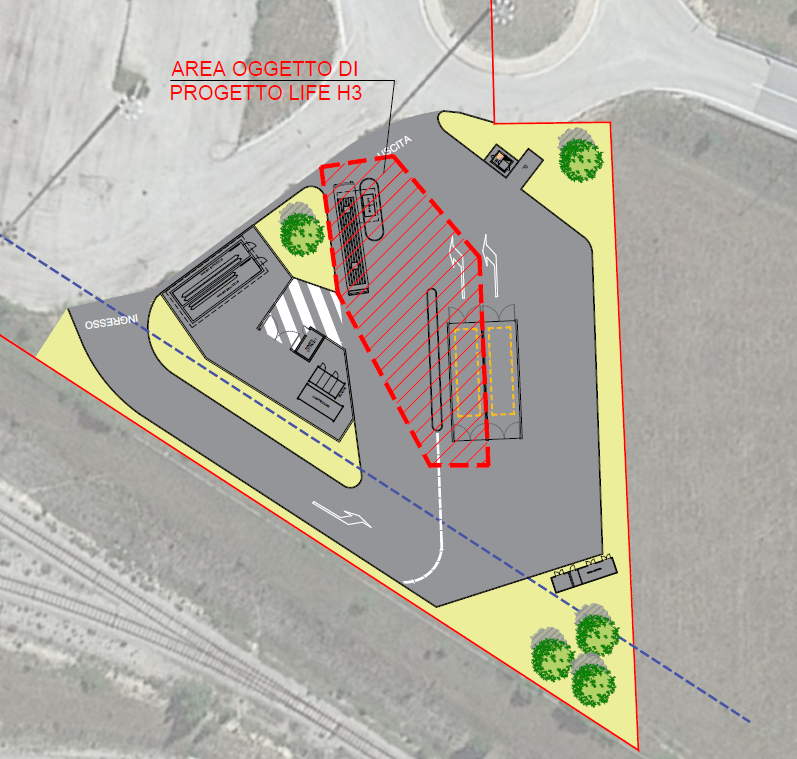 AREA OGGETTO DI
PROGETTO LIFE H3
USCITA
INGRESSO